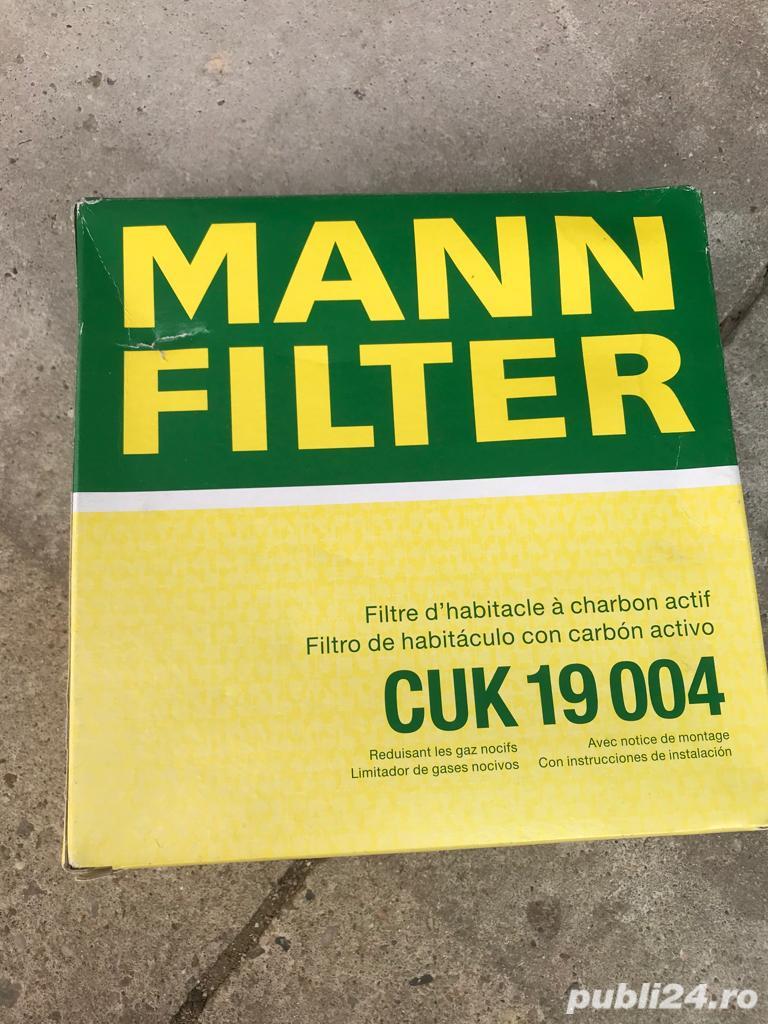 MANN
FILTER
Filtre d'habitacle à charbon actif
Filtro de habitáculo con carbón activo
CUK 19 004
Reduisant les gaz nocifs
Limitador de gases nocivos
Avec notice de montage
Con instrucciones de instalación
publi24.ro